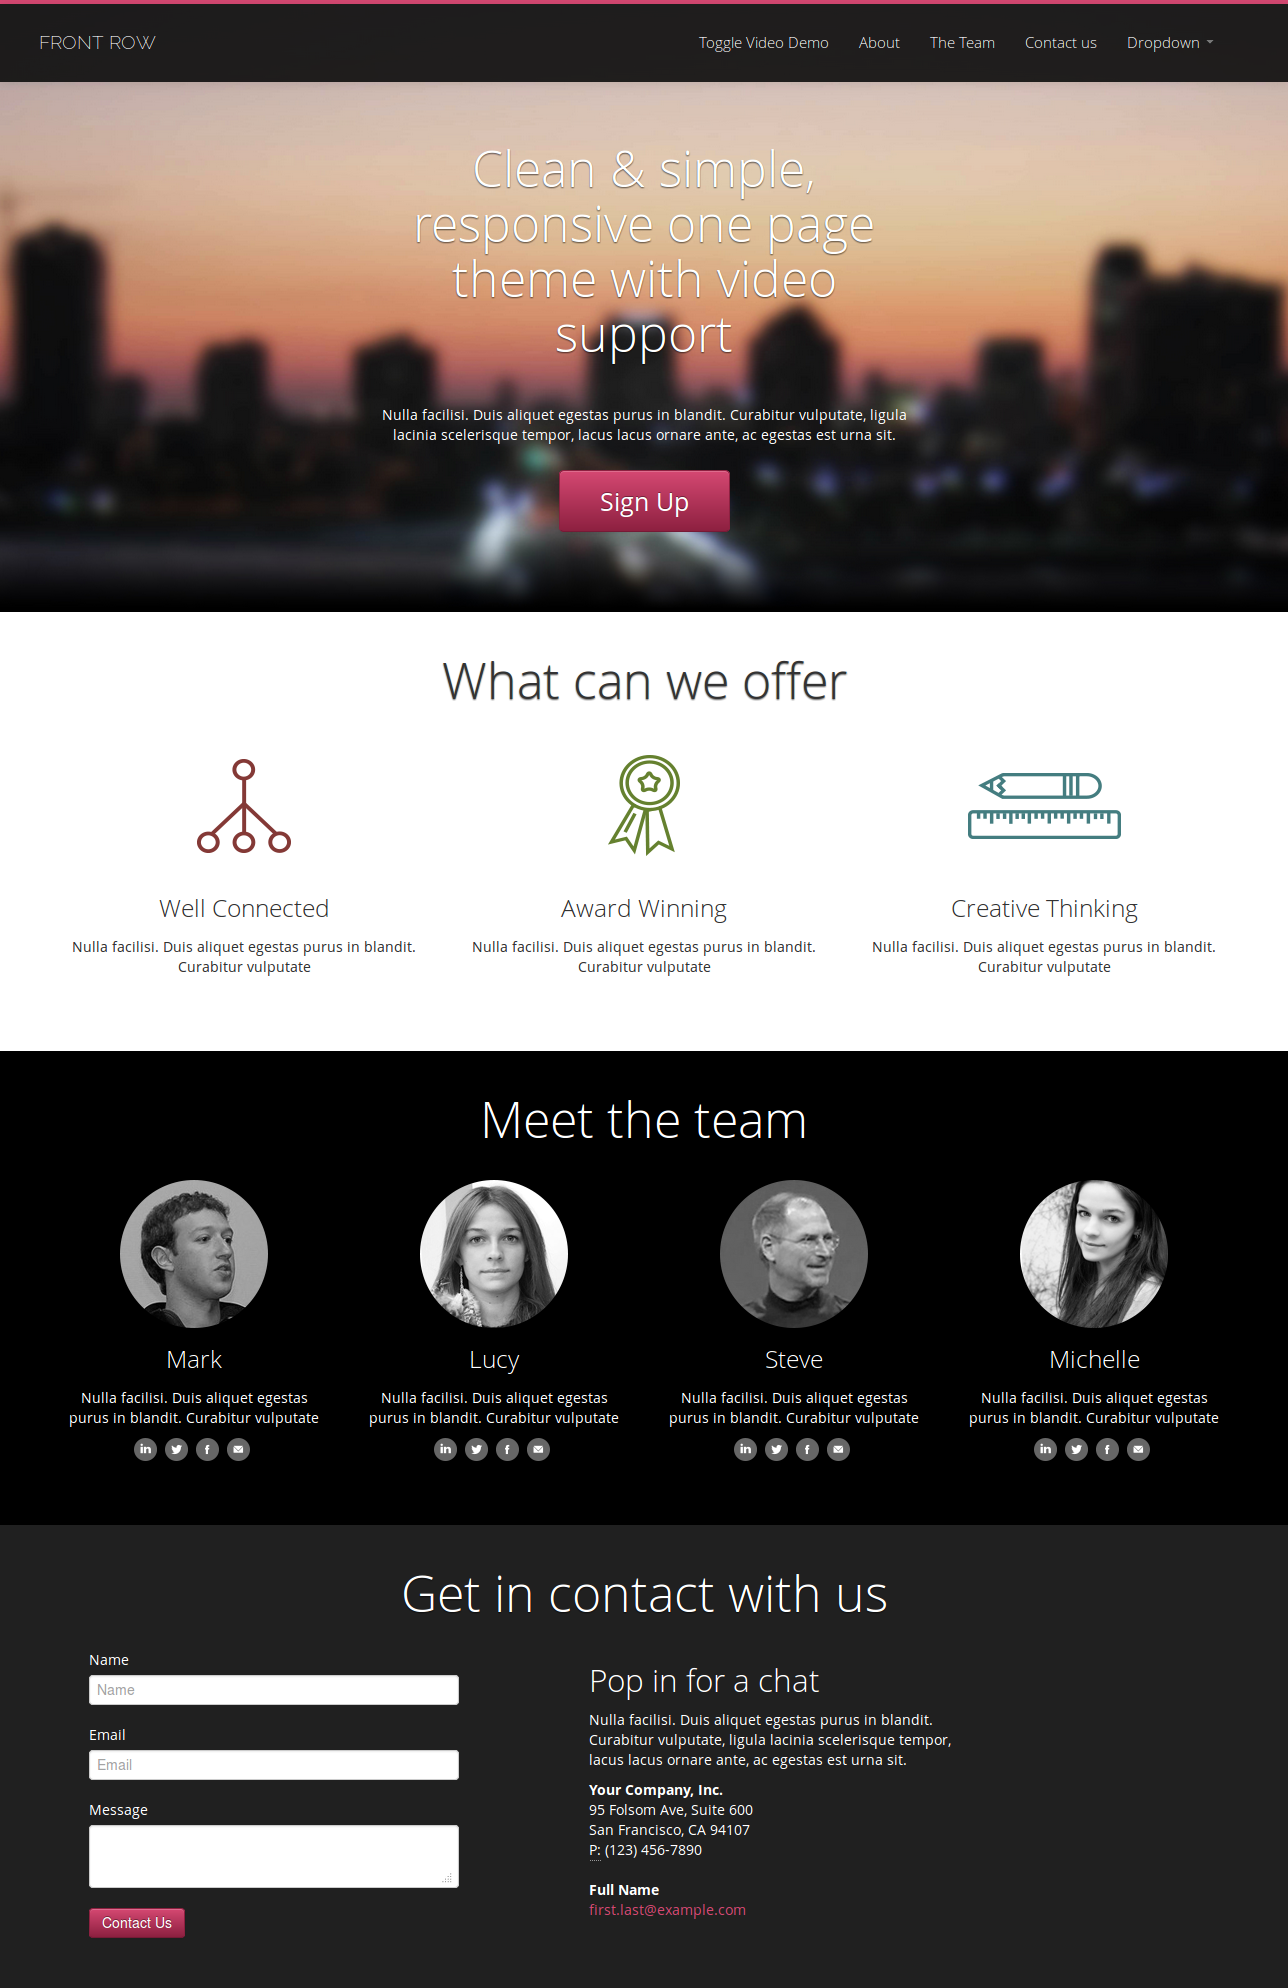 FRONT ROW
Toggle Video Demo
About
The Team
Contact us
Dropdown
Clean & simple,
responsive one page
theme with video
support
Nulla facilisi. Duis aliquet egestas purus in blandit. Curabitur vulputate, ligula
lacinia scelerisque tempor, lacus lacus ornare ante, ac egestas est urna sit.
Sign Up
What can we offer
Well Connected
Nulla facilisi. Duis aliquet egestas purus in blandit.
Curabitur vulputate
Award Winning
Nulla facilisi. Duis aliquet egestas purus in blandit.
Curabitur vulputate
Creative Thinking
Nulla facilisi. Duis aliquet egestas purus in blandit.
Curabitur vulputate
Meet the team
Mark
Nulla facilisi. Duis aliquet egestas
purus in blandit. Curabitur vulputate
Lucy
Nulla facilisi. Duis aliquet egestas
purus in blandit. Curabitur vulputate
Steve
Nulla facilisi. Duis aliquet egestas
purus in blandit. Curabitur vulputate
Michelle
Nulla facilisi. Duis aliquet egestas
purus in blandit. Curabitur vulputate
Get in contact with us
Name
Name
Email
Email
Message
Contact Us
Pop in for a chat
Nulla facilisi. Duis aliquet egestas purus in blandit.
Curabitur vulputate, ligula lacinia scelerisque tempor,
lacus lacus ornare ante, ac egestas est urna sit.
Your Company, Inc.
95 Folsom Ave, Suite 600
San Francisco, CA 94107
P: (123) 456-7890
Full Name
first.last@example.com